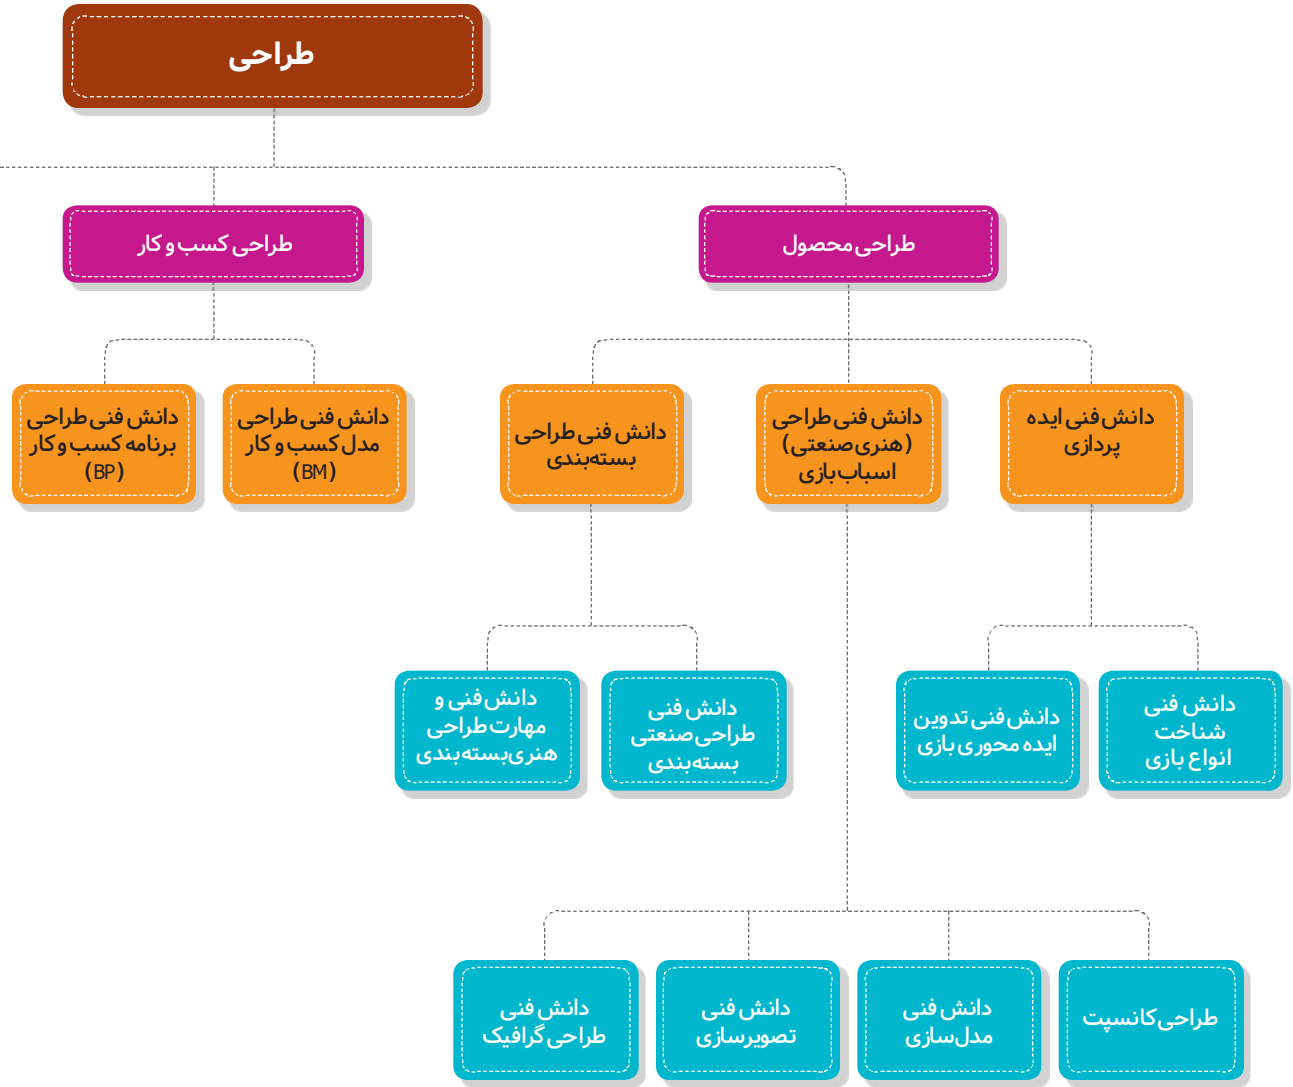 طراحی
طراحی محصول
طراحی کسب و کار
دانش فنی ایده
پردازی
دانش فنی طراحی
(هنری صنعتی)
اسباب بازی
دانش فنی طراحی
بسته‌بندی
دانش فنی طراحی
مدل کسب و کار
(BM)
دانش فنی طراحی
برنامه کسب و کار
(BP)
دانش فنی
شناخت
انواع بازی
دانش فنی تدوین
ایده محوری بازی
دانش فنی
طراحی صنعتی
بسته‌بندی
دانش فنی و
مهارت طراحی
هنری بسته بندی
طراحی کانسپت
دانش فنی
مدل‌سازی
دانش فنی
تصویرسازی
دانش فنی
طراحی گرافیک